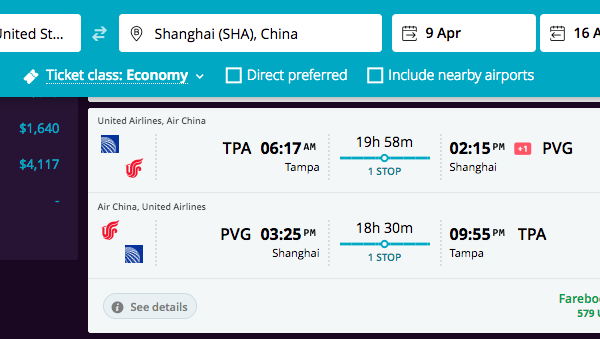 United St...
Shanghai (SHA), China
9 Apr
16 A
Ticket class: Economy
Direct preferred
Include nearby airports
$1,640
$4,117
-
United Airlines, Air China
TPA 06:17 AM
Tampa
19h 58m
1 STOP
02:15 PM +1 PVG
Shanghai
Air China, United Airlines
PVG 03:25 PM
Shanghai
18h 30m
1 STOP
09:55 PM TPA
Tampa
See details
Farebo
579